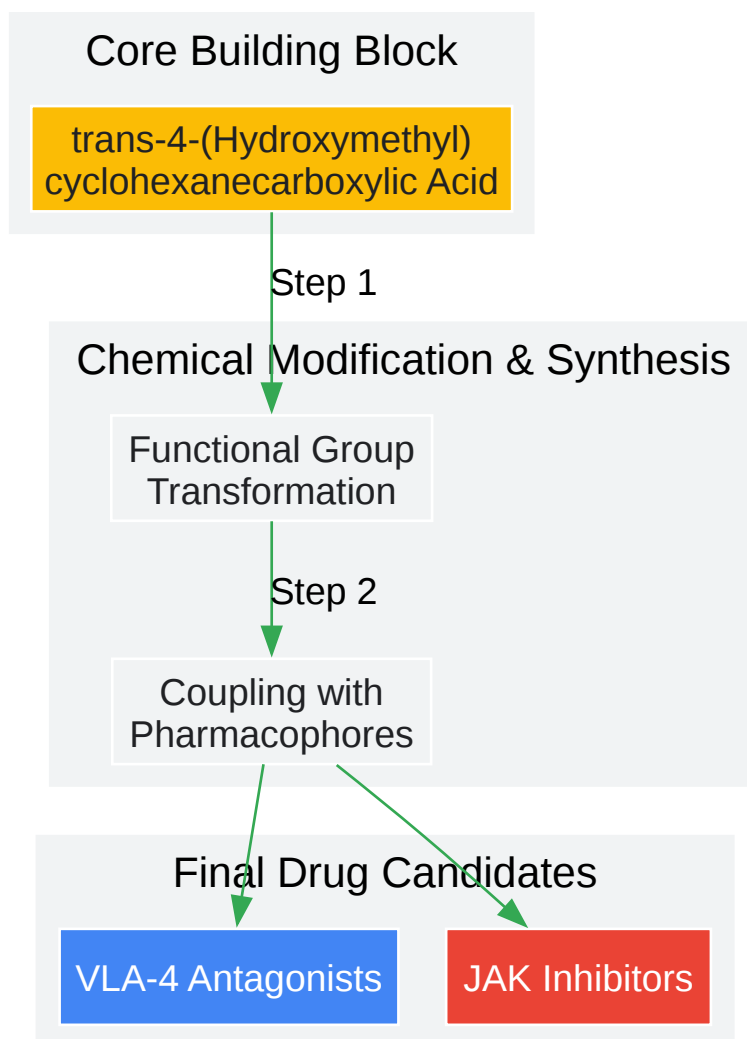 Core Building Block
trans-4-(Hydroxymethyl)
cyclohexanecarboxylic Acid
Step 1
Chemical Modification & Synthesis
Functional Group
Transformation
Step 2
Coupling with
Pharmacophores
Final Drug Candidates
VLA-4 Antagonists
JAK Inhibitors